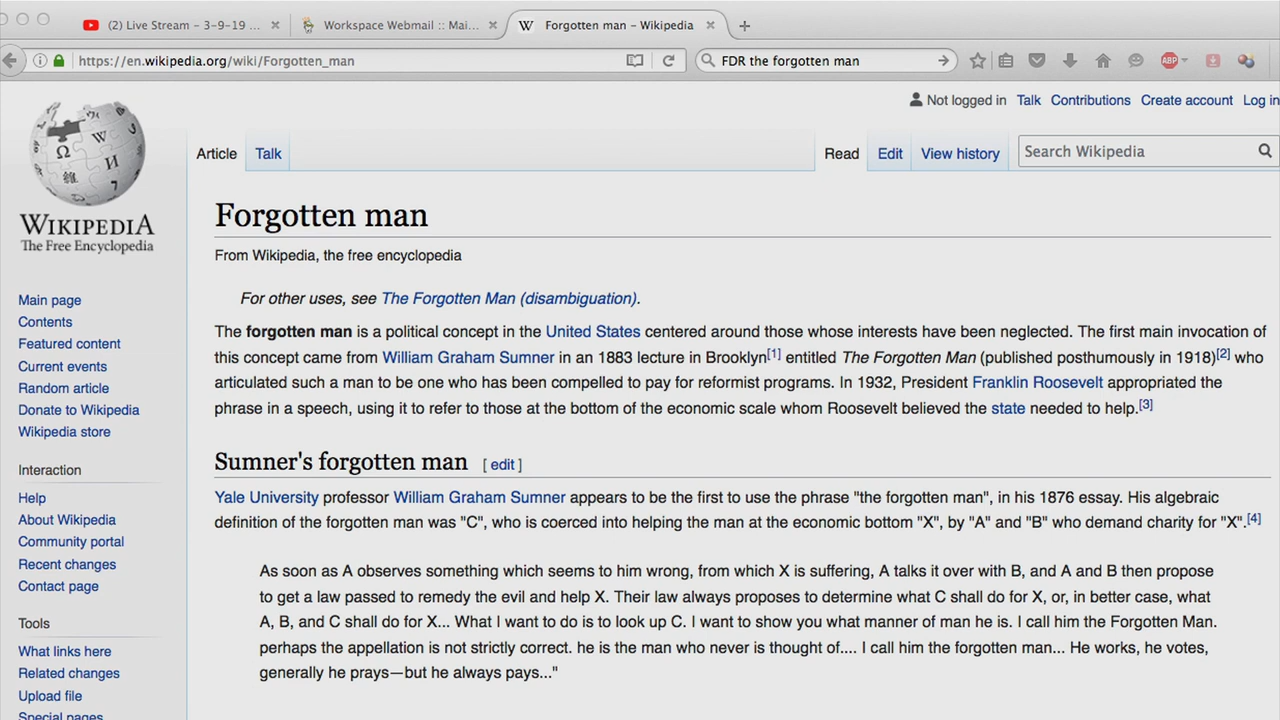 (2) Live Stream - 3-9-19 ...
Workspace Webmail :: Mai...
Forgotten man - Wikipedia
https://en.wikipedia.org/wiki/Forgotten_man
FDR the forgotten man
ABP
Not logged in Talk Contributions Create account Log in
Article Talk
Read Edit View history
Search Wikipedia
WIKIPEDIA
The Free Encyclopedia
Main page
Contents
Featured content
Current events
Random article
Donate to Wikipedia
Wikipedia store
Interaction
Help
About Wikipedia
Community portal
Recent changes
Contact page
Tools
What links here
Related changes
Upload file
Special pages
Forgotten man
From Wikipedia, the free encyclopedia
For other uses, see The Forgotten Man (disambiguation).
The forgotten man is a political concept in the United States centered around those whose interests have been neglected. The first main invocation of
this concept came from William Graham Sumner in an 1883 lecture in Brooklyn[1] entitled The Forgotten Man (published posthumously in 1918)[2] who
articulated such a man to be one who has been compelled to pay for reformist programs. In 1932, President Franklin Roosevelt appropriated the
phrase in a speech, using it to refer to those at the bottom of the economic scale whom Roosevelt believed the state needed to help.[3]
Sumner's forgotten man [ edit ]
Yale University professor William Graham Sumner appears to be the first to use the phrase "the forgotten man", in his 1876 essay. His algebraic
definition of the forgotten man was "C", who is coerced into helping the man at the economic bottom "X", by "A" and "B" who demand charity for "X".[4]
As soon as A observes something which seems to him wrong, from which X is suffering, A talks it over with B, and A and B then propose
to get a law passed to remedy the evil and help X. Their law always proposes to determine what C shall do for X, or, in better case, what
A, B, and C shall do for X... What I want to do is to look up C. I want to show you what manner of man he is. I call him the Forgotten Man.
perhaps the appellation is not strictly correct. he is the man who never is thought of.... I call him the forgotten man... He works, he votes,
generally he prays—but he always pays..."